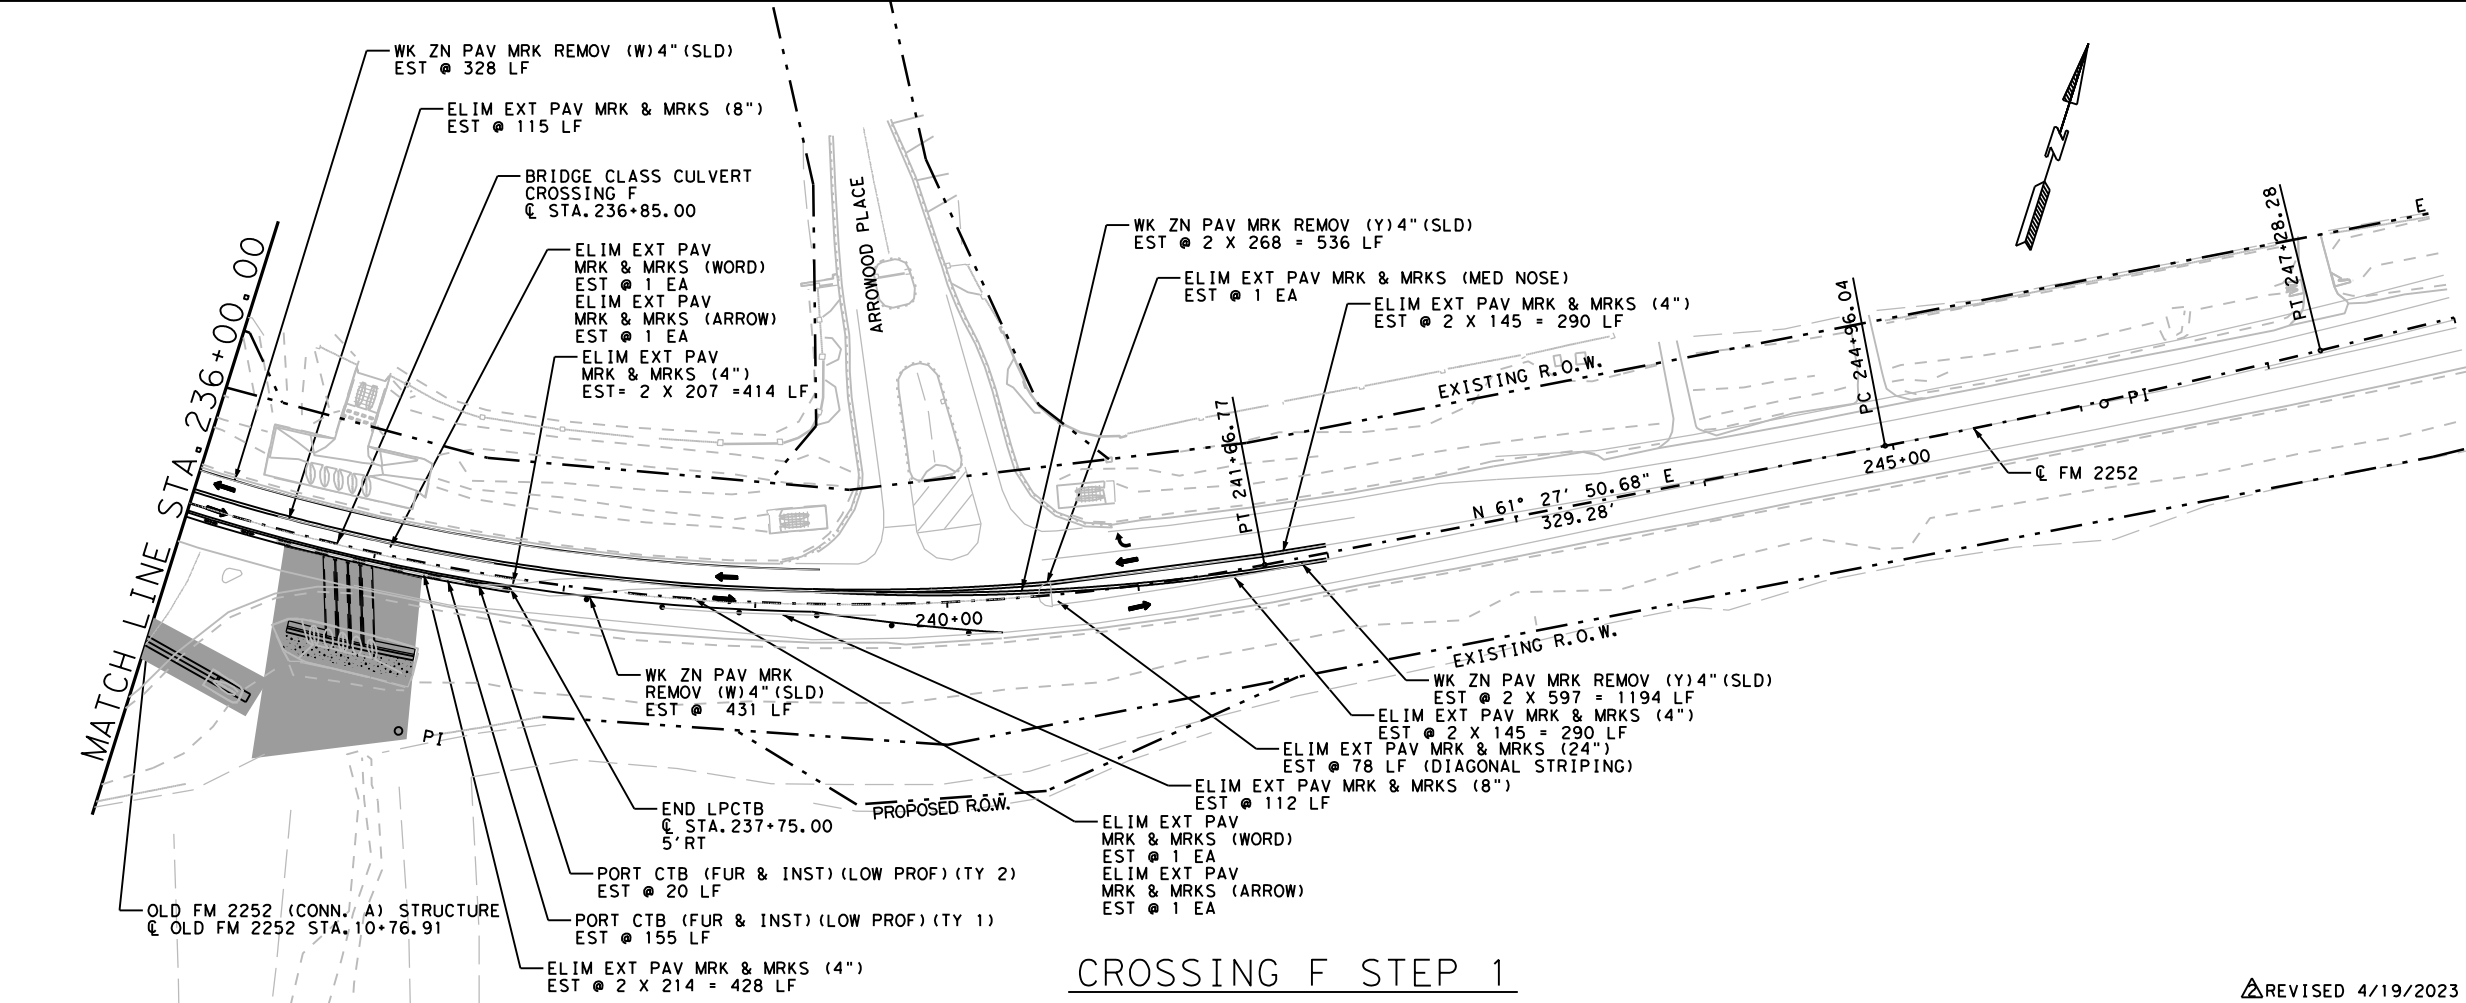 WK ZN PAV MRK REMOV (W)4"(SLD)
EST @ 328 LF
ELIM EXT PAV MRK & MRKS (8")
EST @ 115 LF
BRIDGE CLASS CULVERT
CROSSING F
℄ STA.236+85.00
ELIM EXT PAV
MRK & MRKS (WORD)
EST @ 1 EA
ELIM EXT PAV
MRK & MRKS (ARROW)
EST @ 1 EA
ELIM EXT PAV
MRK & MRKS (4")
EST= 2 X 207 =414 LF
MATCH LINE STA. 236+00.00
ARROWOOD PLACE
WK ZN PAV MRK REMOV (Y)4"(SLD)
EST @ 2 X 268 = 536 LF
ELIM EXT PAV MRK & MRKS (MED NOSE)
EST @ 1 EA
ELIM EXT PAV MRK & MRKS (4")
EST @ 2 X 145 = 290 LF
Z
PT 241+66.77
EXISTING R.O.W.
PC 244+96.04
PT 247+28.28
E
PI
245+00
℄ FM 2252
N 61° 27' 50.68" E
329.28'
240+00
EXISTING R.O.W.
WK ZN PAV MRK
REMOV (W)4"(SLD)
EST @ 431 LF
WK ZN PAV MRK REMOV (Y)4"(SLD)
EST @ 2 X 597 = 1194 LF
ELIM EXT PAV MRK & MRKS (4")
EST @ 2 X 145 = 290 LF
ELIM EXT PAV MRK & MRKS (24")
EST @ 78 LF (DIAGONAL STRIPING)
ELIM EXT PAV MRK & MRKS (8")
EST @ 112 LF
ELIM EXT PAV
MRK & MRKS (WORD)
EST @ 1 EA
ELIM EXT PAV
MRK & MRKS (ARROW)
EST @ 1 EA
PROPOSED R.O.W.
PI
END LPCTB
℄ STA.237+75.00
5'RT
PORT CTB (FUR & INST)(LOW PROF)(TY 2)
EST @ 20 LF
PORT CTB (FUR & INST)(LOW PROF)(TY 1)
EST @ 155 LF
ELIM EXT PAV MRK & MRKS (4")
EST @ 2 X 214 = 428 LF
OLD FM 2252 (CONN. A) STRUCTURE
℄ OLD FM 2252 STA.10+76.91
CROSSING F STEP 1
2 REVISED 4/19/2023